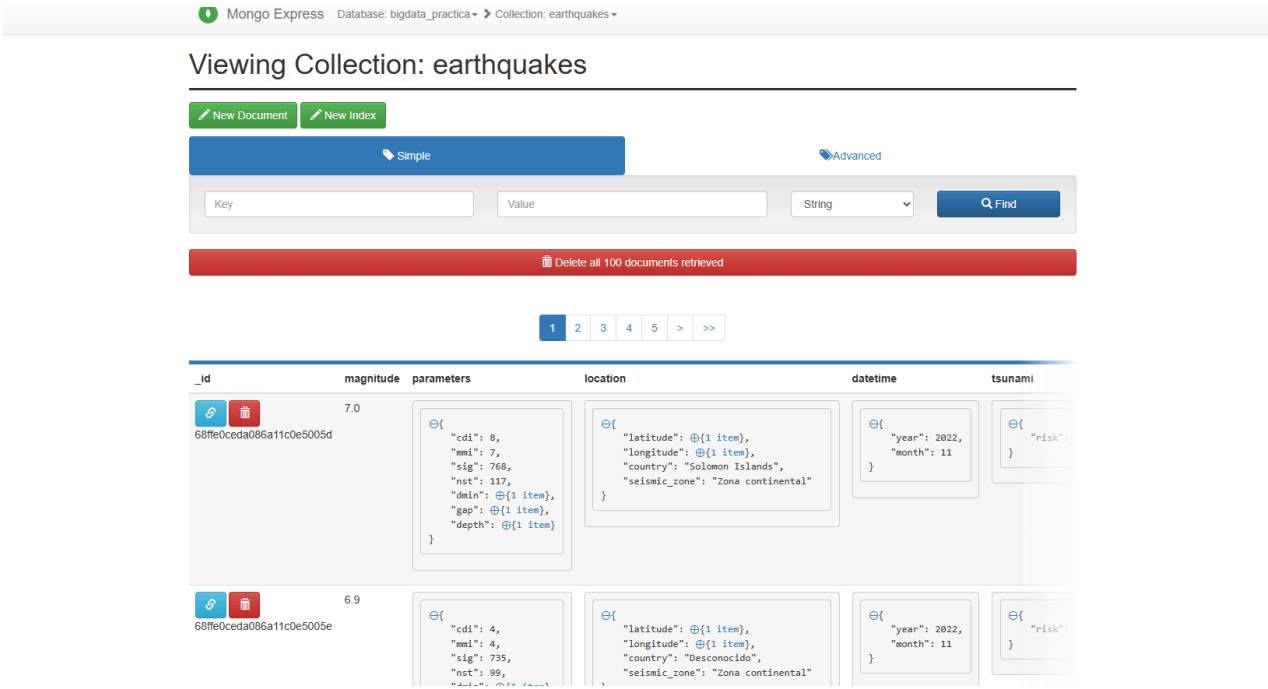 Mongo Express Database: bigdata_practica Collection: earthquakes
Viewing Collection: earthquakes
New Document New Index
Simple Advanced
Key Value String Find
Delete all 100 documents retrieved
1 2 3 4 5 > >>
_id magnitude parameters location datetime tsunami
68ffe0ceda086a11c0e5005d
7.0
{
"cdi": 8,
"mmi": 7,
"sig": 768,
"nst": 117,
"dmin": {1 item},
"gap": {1 item},
"depth": {1 item}
}
{
"latitude": {1 item},
"longitude": {1 item},
"country": "Solomon Islands",
"seismic_zone": "Zona continental"
}
{
"year": 2022,
"month": 11
}
{
"risk":
}
68ffe0ceda086a11c0e5005e
6.9
{
"cdi": 4,
"mmi": 4,
"sig": 735,
"nst": 99,
{
"latitude": {1 item},
"longitude": {1 item},
"country": "Desconocido",
"seismic_zone": "Zona continental"
{
"year": 2022,
"month": 11
}
{
"risk":
}